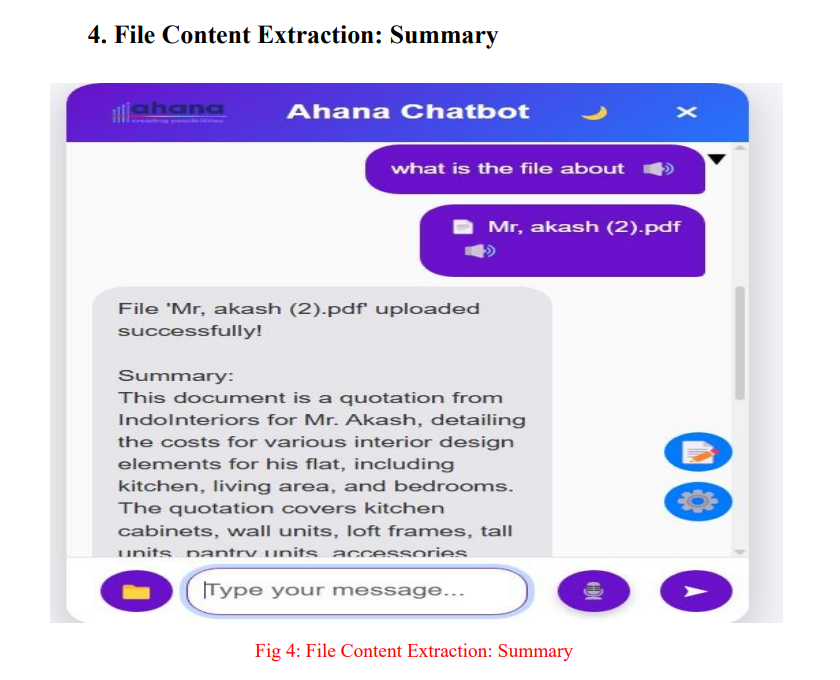 4. File Content Extraction: Summary
ahana
Ahana Chatbot
what is the file about
Mr, akash (2).pdf
File 'Mr, akash (2).pdf' uploaded
successfully!
Summary:
This document is a quotation from
IndoInteriors for Mr. Akash, detailing
the costs for various interior design
elements for his flat, including
kitchen, living area, and bedrooms.
The quotation covers kitchen
cabinets, wall units, loft frames, tall
units, pantry units, accessories
Type your message...
Fig 4: File Content Extraction: Summary